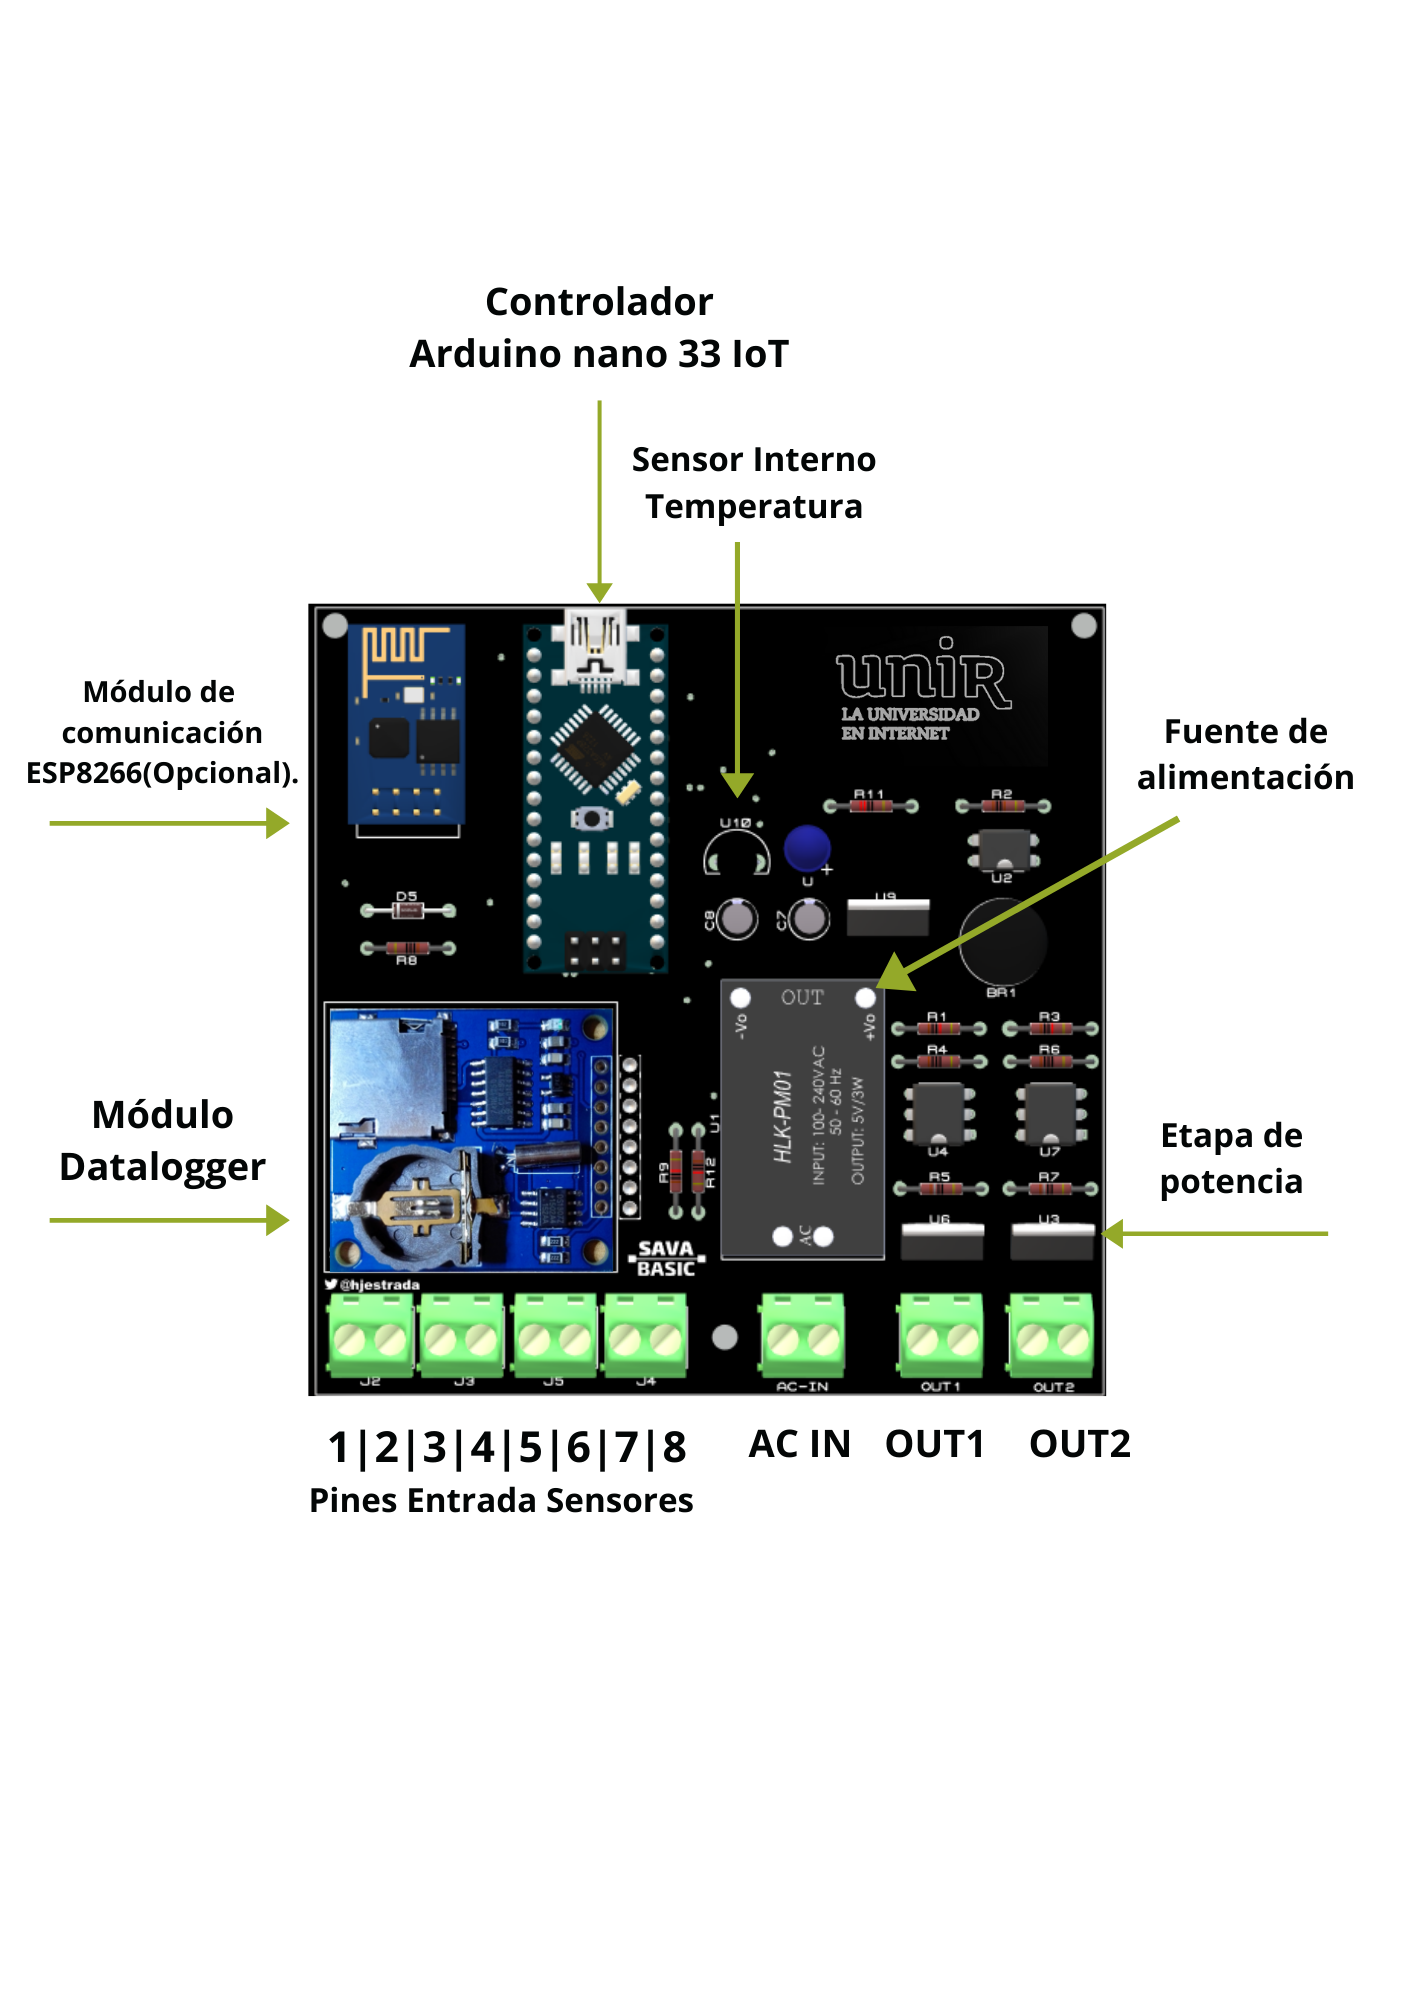 Controlador
Arduino nano 33 IoT
Sensor Interno
Temperatura
Módulo de
comunicación
ESP8266(Opcional).
Fuente de
alimentación
Módulo
Datalogger
Etapa de
potencia
unir
LA UNIVERSIDAD
EN INTERNET
R11
R2
U10
U
+
U2
D5
R8
C8
C7
U9
BR1
OUT
-Vo
+Vo
HLK-PM01
INPUT: 100- 240VAC
50 - 60 Hz
OUTPUT: 5V/3W
AC
U1
R9
R12
R1
R3
R4
R6
U4
U7
R5
R7
U6
U3
SAVA
BASIC
@hjestrada
J2
J3
J5
J4
AC-IN
OUT1
OUT2
1|2|3|4|5|6|7|8
Pines Entrada Sensores
AC IN
OUT1
OUT2